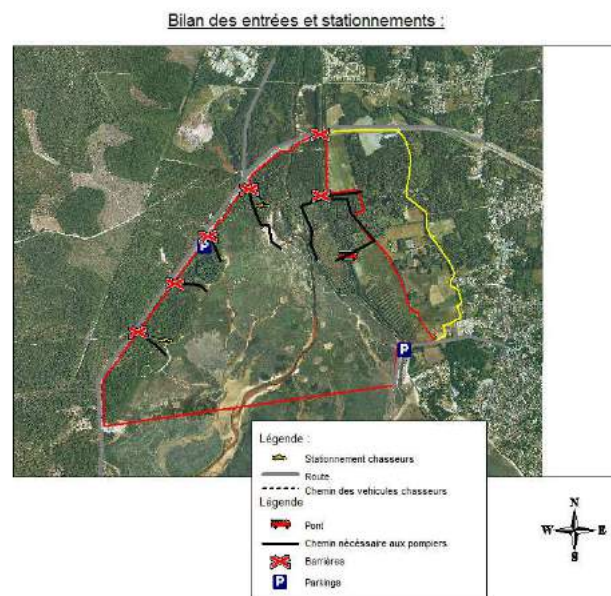 Bilan des entrées et stationnements :
P
P
Légende :
Stationnement chasseurs
Route
Chemin des vehicules chasseurs
Légende
Pont
Chemin nécèssaire aux pompiers
Barrières
P Parkings
N
W E
S